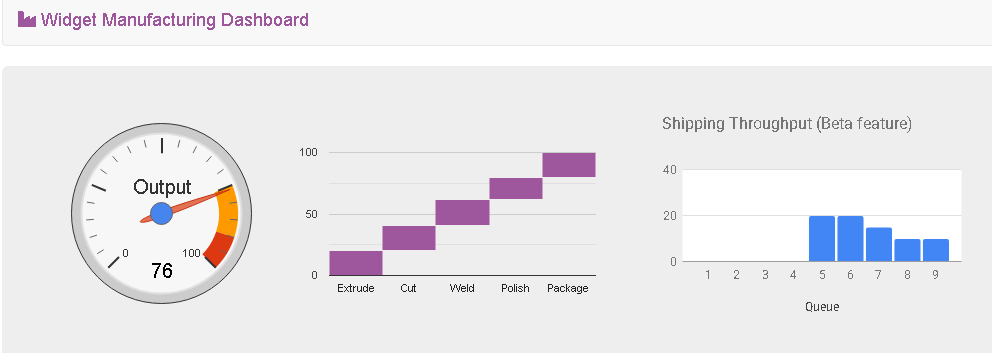 Widget Manufacturing Dashboard
Output
0
100
76
100
50
0
Extrude Cut Weld Polish Package
Shipping Throughput (Beta feature)
40
20
0
1 2 3 4 5 6 7 8 9
Queue